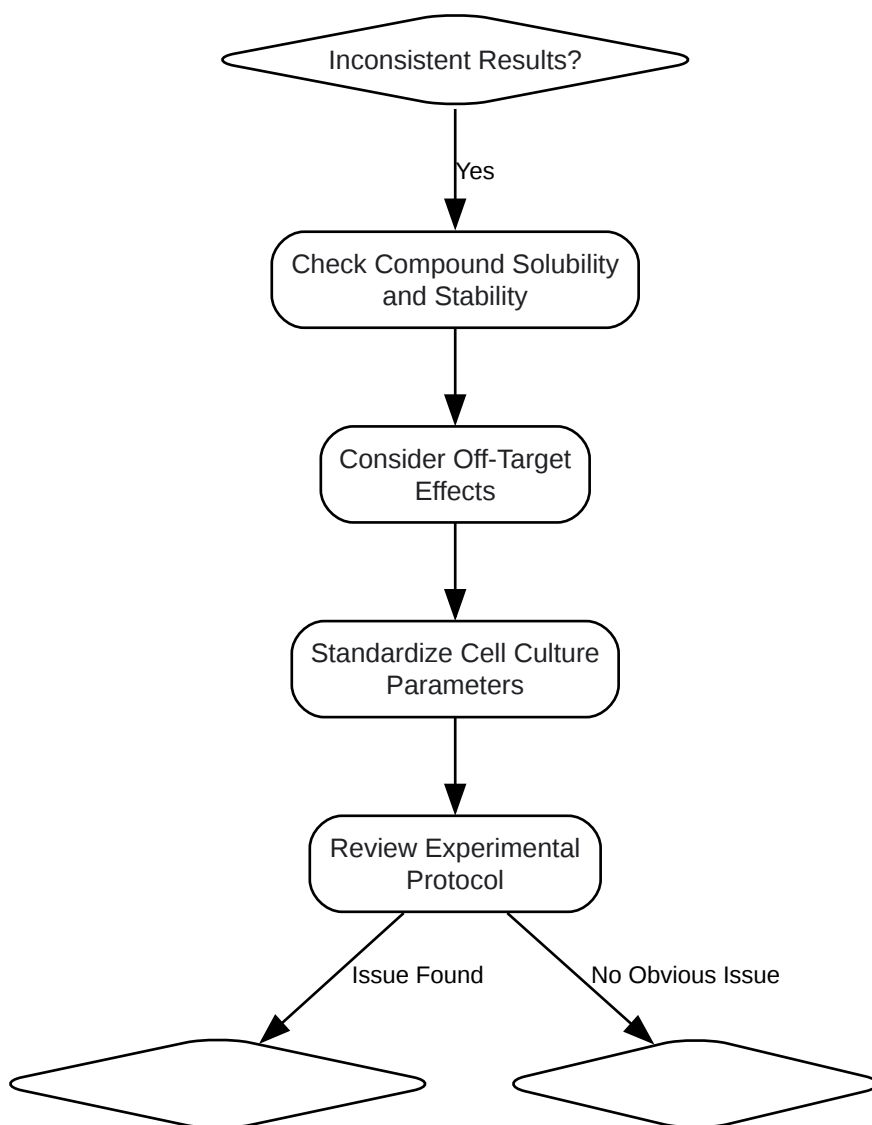 Inconsistent Results?
Yes
Check Compound Solubility
and Stability
Consider Off-Target
Effects
Standardize Cell Culture
Parameters
Review Experimental
Protocol
Issue Found
No Obvious Issue